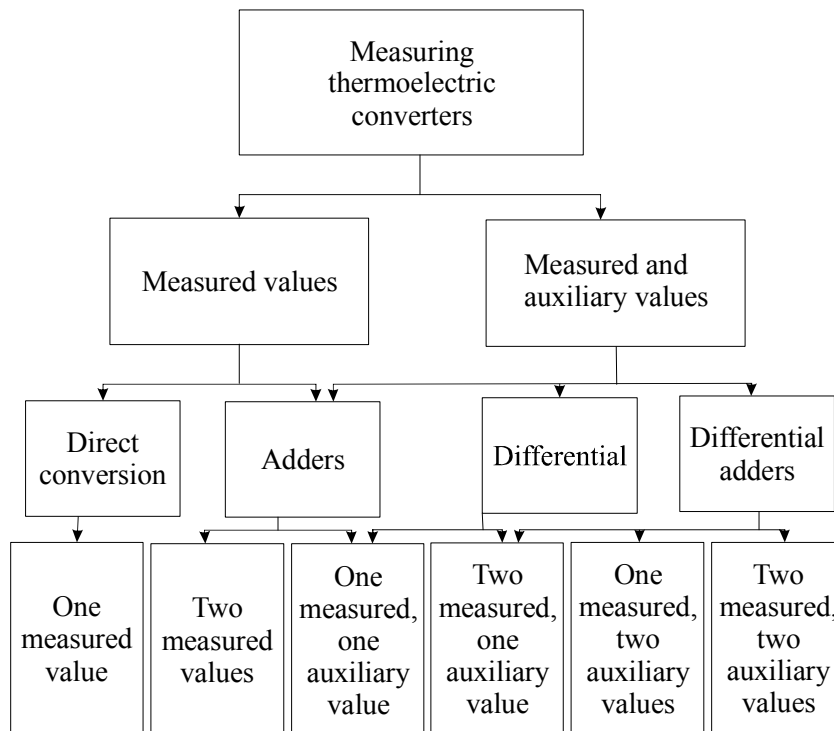 Measuring
thermoelectric
converters
Measured values
Measured and
auxiliary values
Direct
conversion
Adders
Differential
Differential
adders
One
measured
value
Two
measured
values
One
measured,
one
auxiliary
value
Two
measured,
one
auxiliary
value
One
measured,
two
auxiliary
values
Two
measured,
two
auxiliary
values